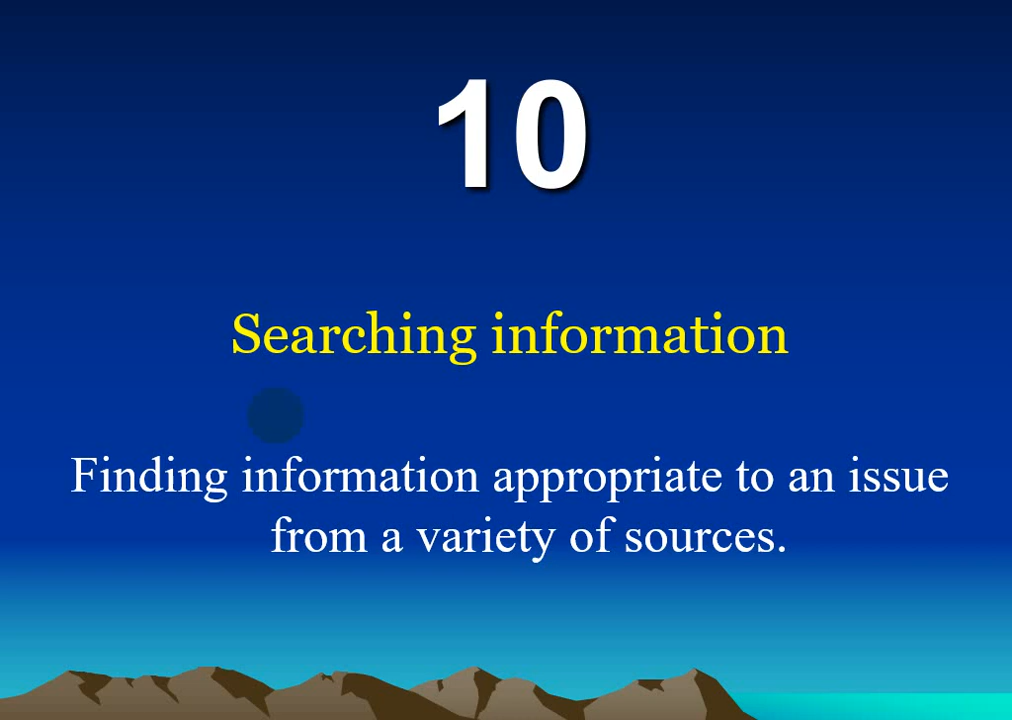 10
Searching information
Finding information appropriate to an issue
from a variety of sources.